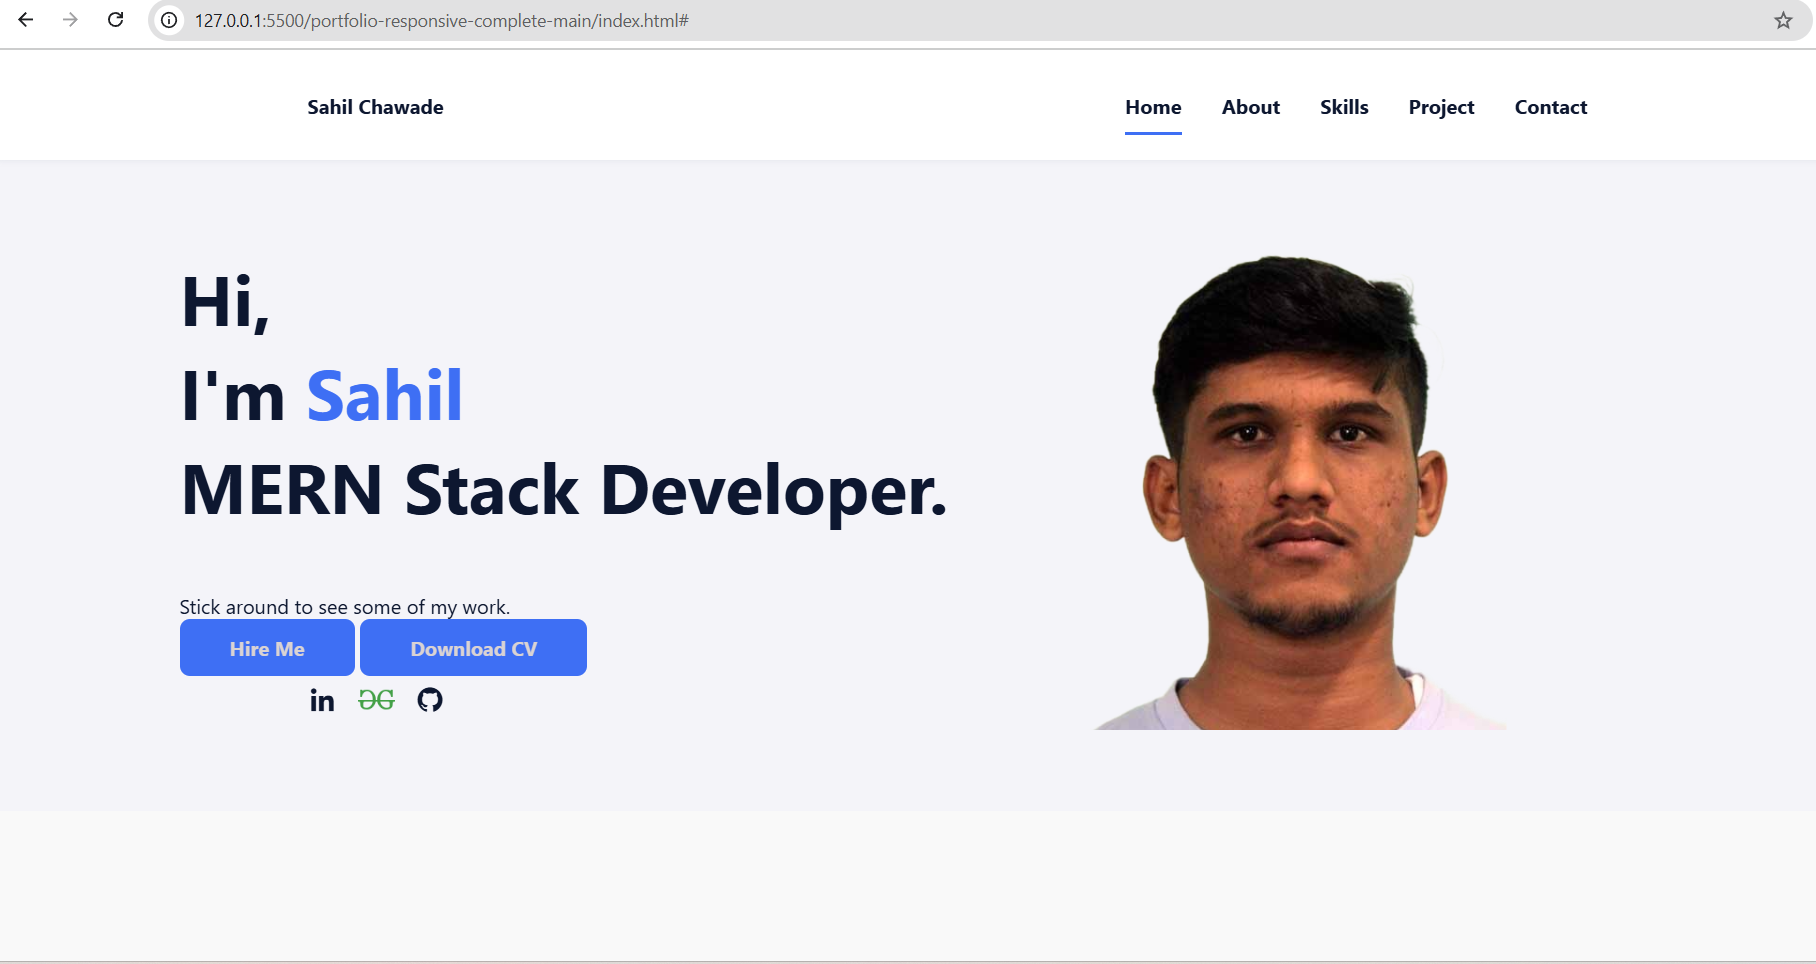 127.0.0.1:5500/portfolio-responsive-complete-main/index.html#
Sahil Chawade
Home About Skills Project Contact
Hi,
I'm Sahil
MERN Stack Developer.
Stick around to see some of my work.
Hire Me Download CV
in